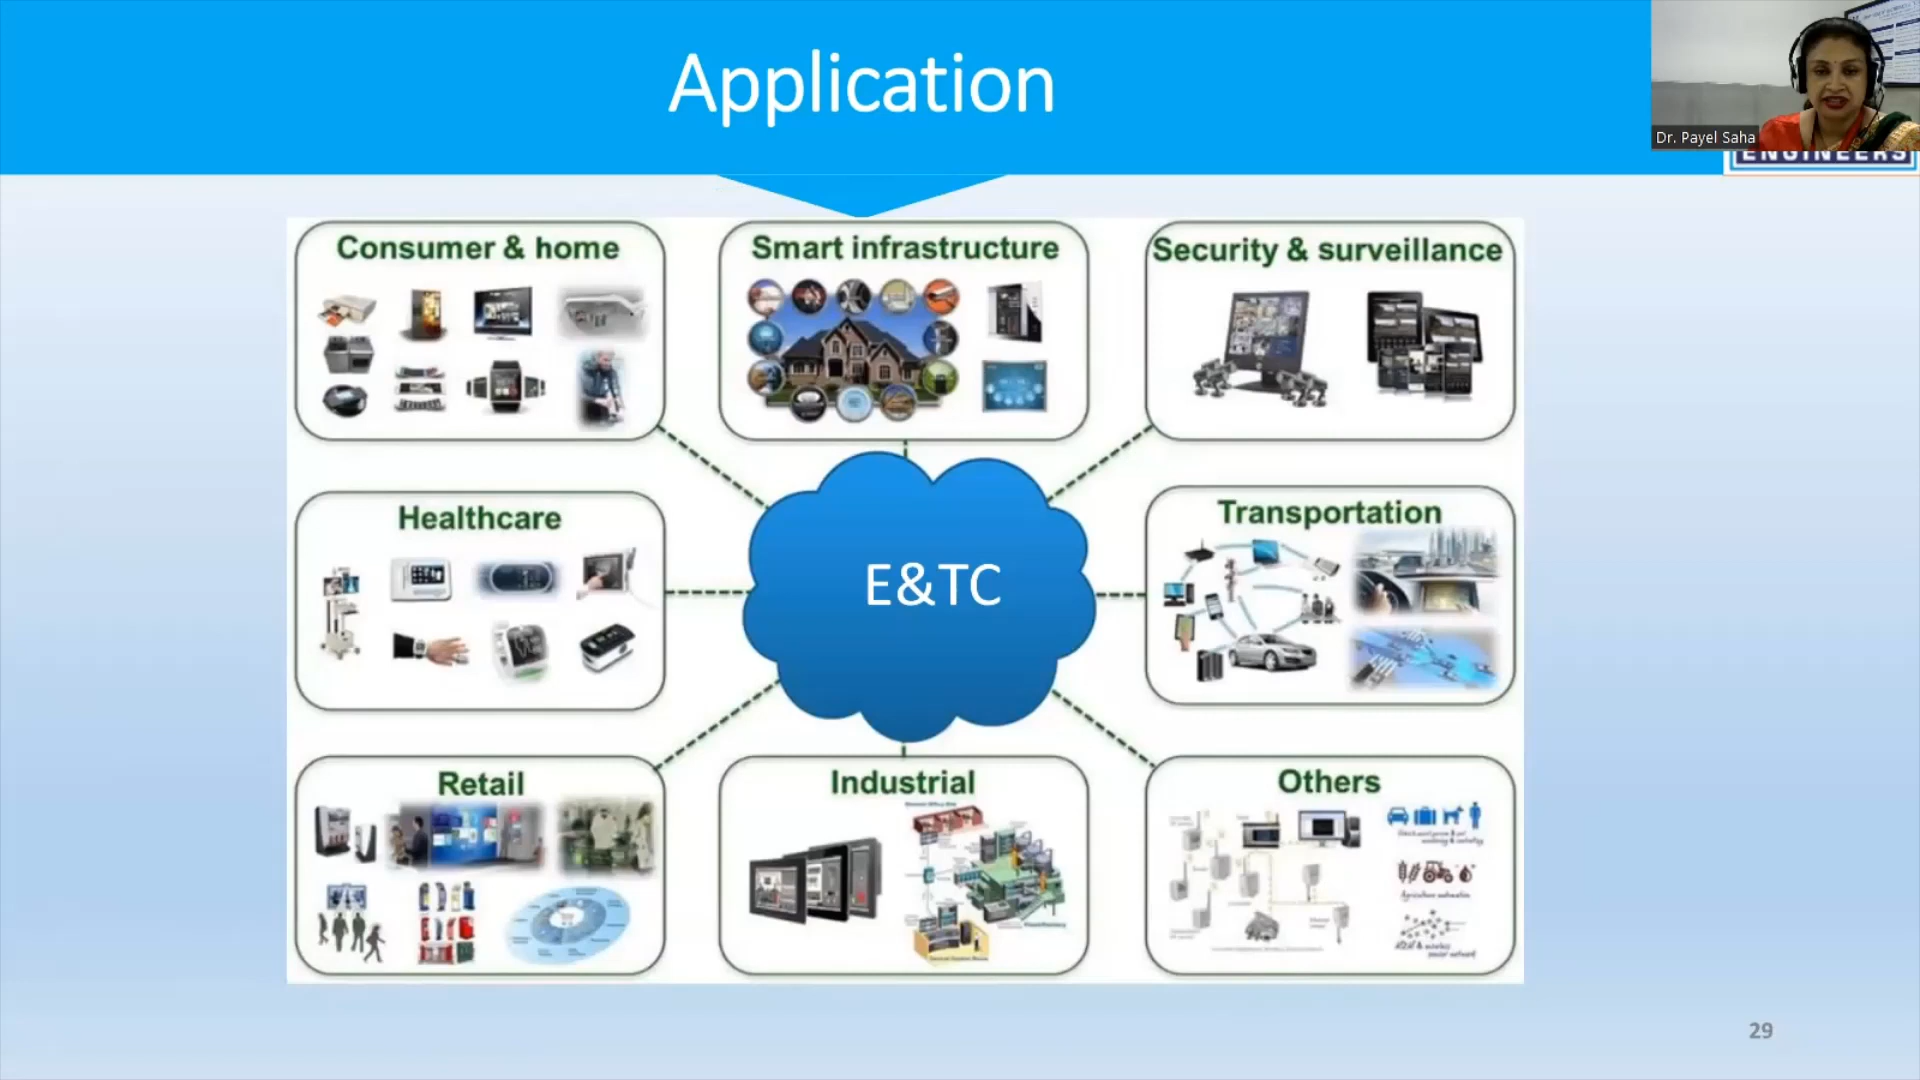 Application
Dr. Payel Saha
ENGINEERS
Consumer & home
Smart infrastructure
Security & surveillance
Healthcare
E&TC
Transportation
Retail
Industrial
Others
29